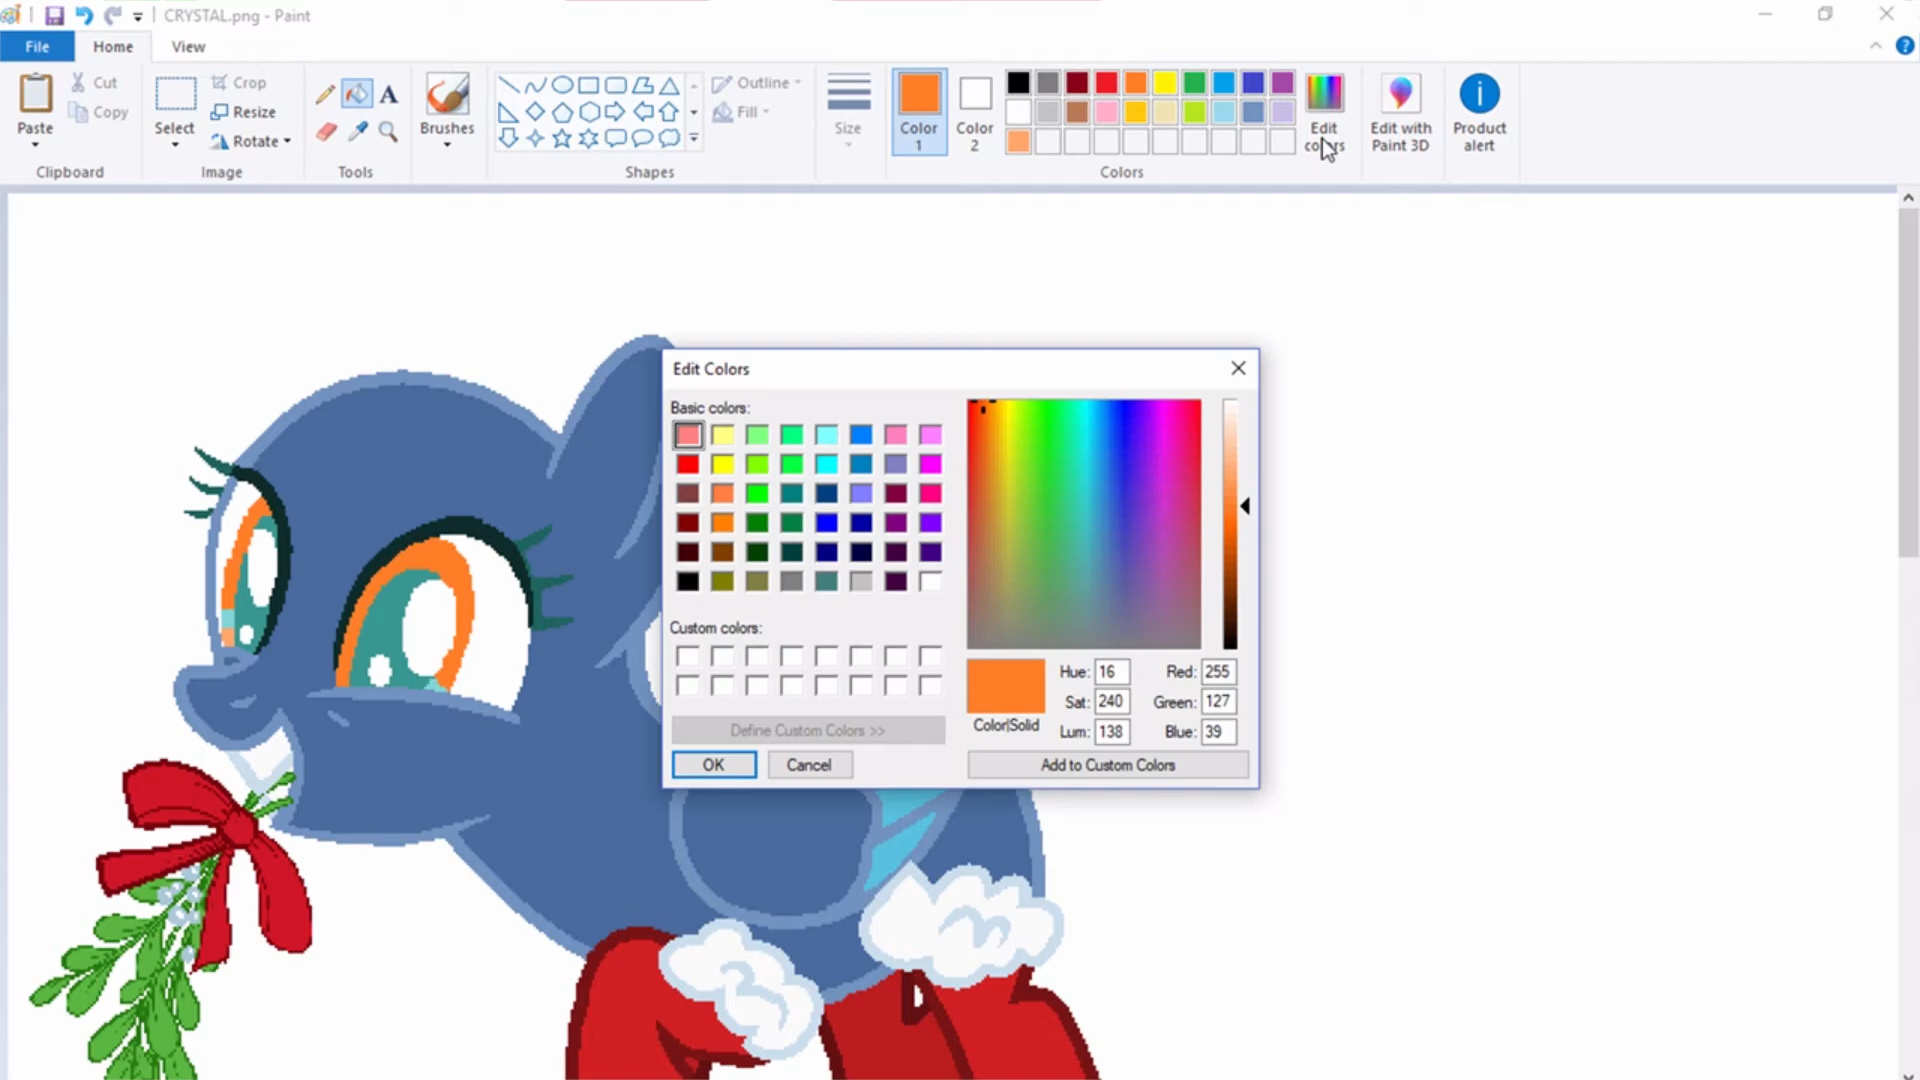 CRYSTAL.png - Paint
File Home View
Paste
Cut
Copy
Clipboard
Select
Crop
Resize
Rotate
Image
A
Tools
Brushes
Outline
Fill
Shapes
Size
Color 1
Color 2
Edit colors
Colors
Edit with Paint 3D
Product alert
Edit Colors
Basic colors:
Custom colors:
Define Custom Colors >>
OK Cancel
Color|Solid
Hue: 16
Sat: 240
Lum: 138
Red: 255
Green: 127
Blue: 39
Add to Custom Colors